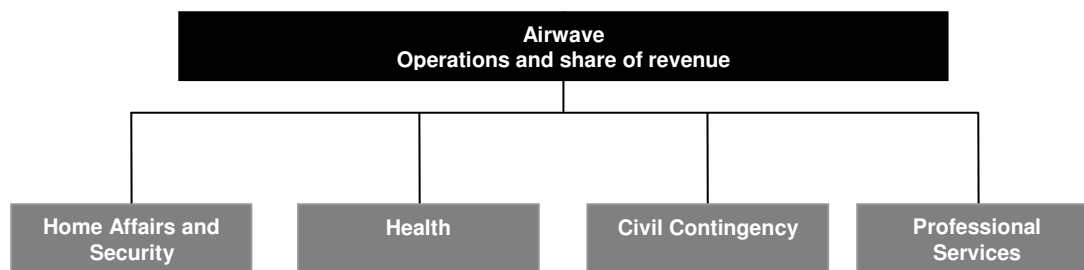 Airwave
Operations and share of revenue
Home Affairs and
Security
Health
Civil Contingency
Professional
Services